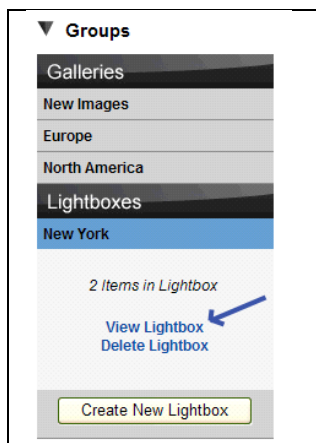 Groups
Galleries
New Images
Europe
North America
Lightboxes
New York
2 Items in Lightbox
View Lightbox
Delete Lightbox
Create New Lightbox